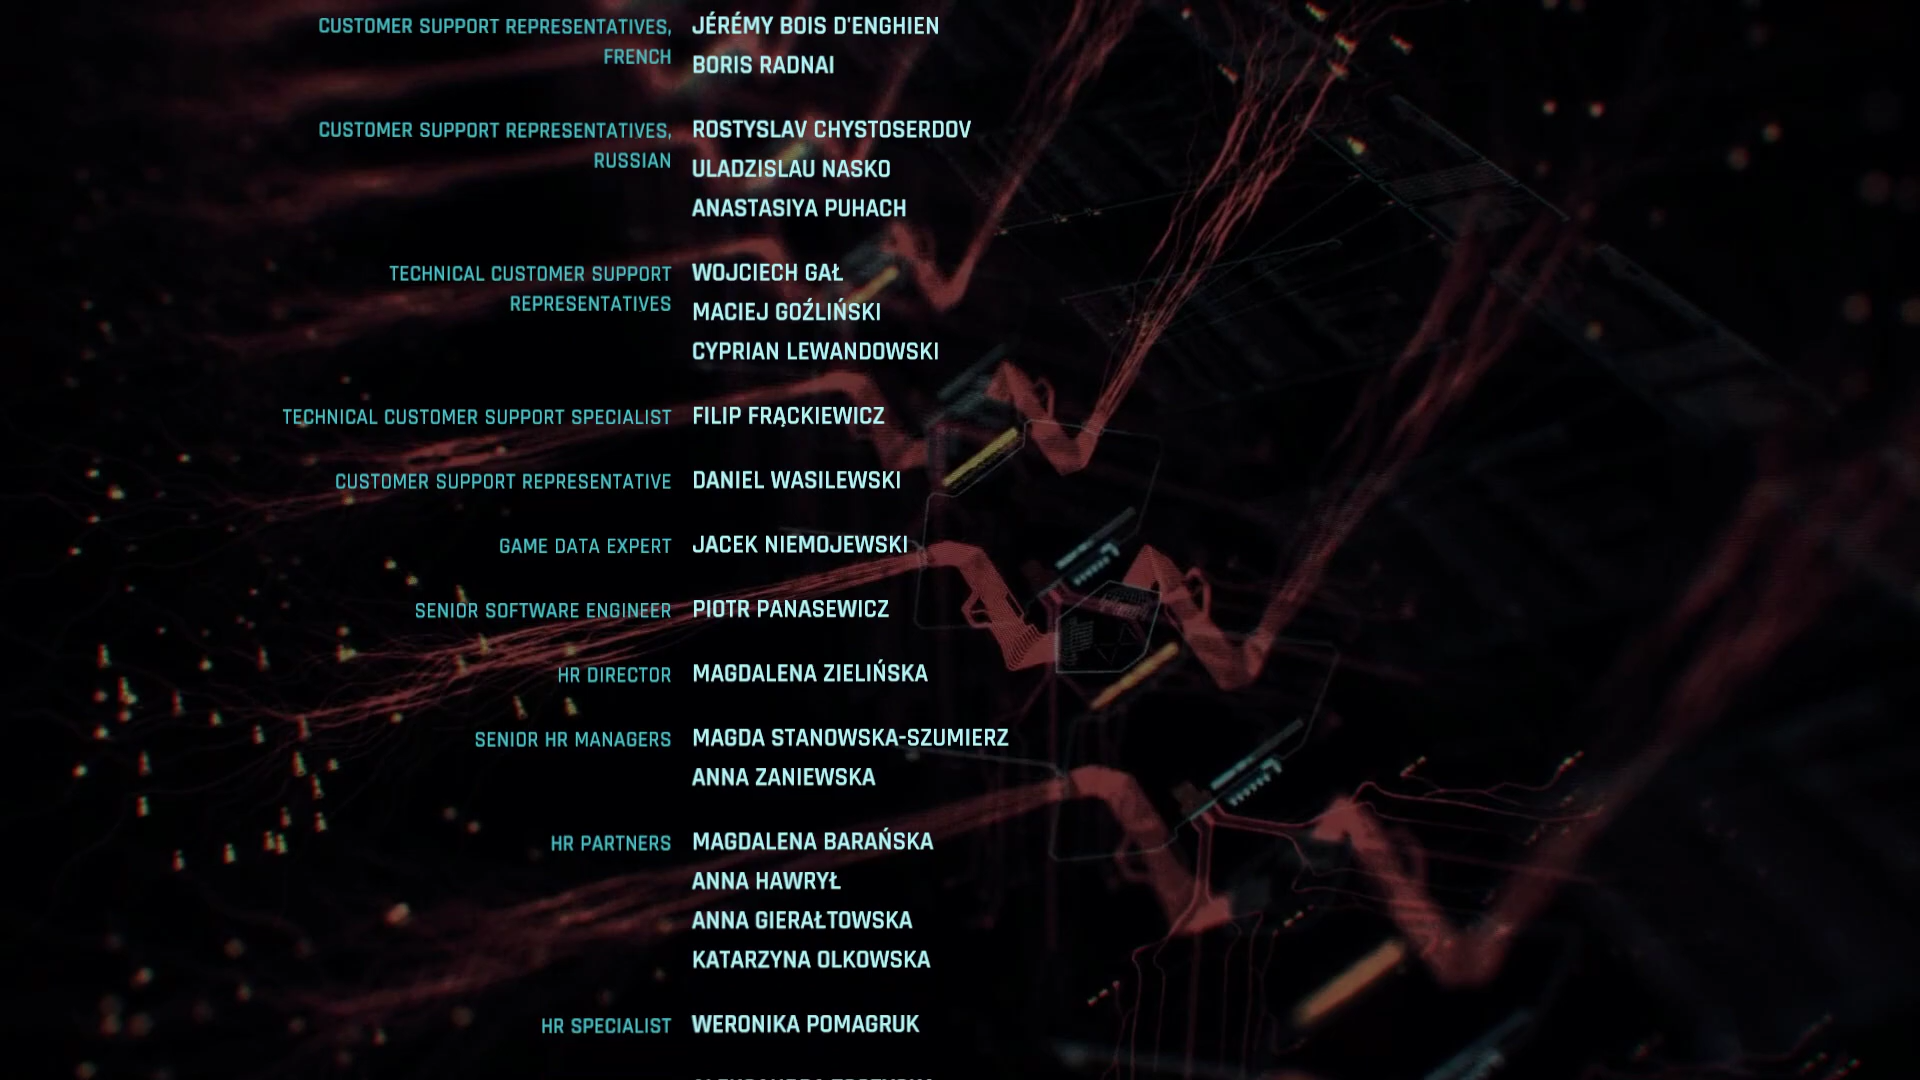 CUSTOMER SUPPORT REPRESENTATIVES, JÉRÉMY BOIS D'ENGHIEN
FRENCH
BORIS RADNAI
CUSTOMER SUPPORT REPRESENTATIVES, ROSTYSLAV CHYSTOSERDOV
RUSSIAN
ULADZISLAU NASKO
ANASTASIYA PUHACH
TECHNICAL CUSTOMER SUPPORT WOJCIECH GAŁ
REPRESENTATIVES
MACIEJ GOŹLIŃSKI
CYPRIAN LEWANDOWSKI
TECHNICAL CUSTOMER SUPPORT SPECIALIST FILIP FRĄCKIEWICZ
CUSTOMER SUPPORT REPRESENTATIVE DANIEL WASILEWSKI
GAME DATA EXPERT JACEK NIEMOJEWSKI
SENIOR SOFTWARE ENGINEER PIOTR PANASEWICZ
HR DIRECTOR MAGDALENA ZIELIŃSKA
SENIOR HR MANAGERS MAGDA STANOWSKA-SZUMIERZ
ANNA ZANIEWSKA
HR PARTNERS MAGDALENA BARAŃSKA
ANNA HAWRYŁ
ANNA GIERAŁTOWSKA
KATARZYNA OLKOWSKA
HR SPECIALIST WERONIKA POMAGRUK